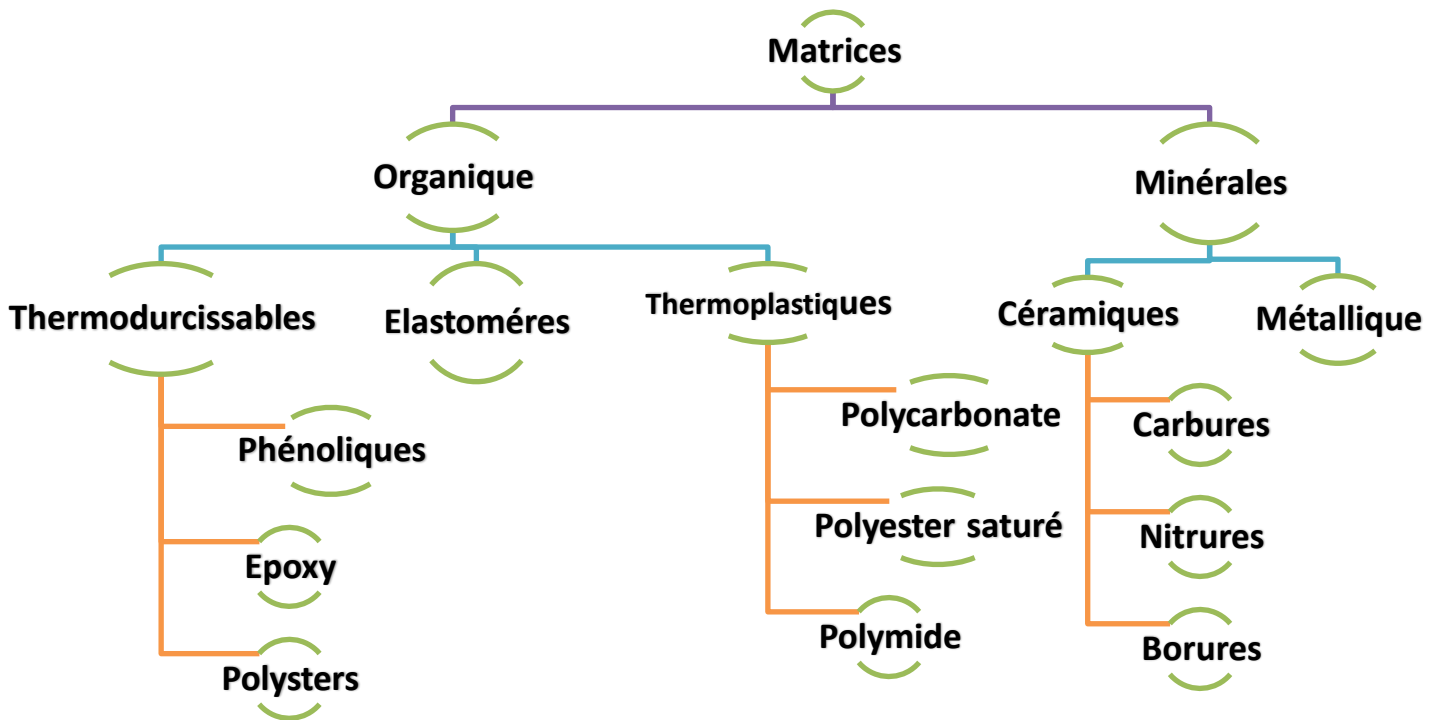 Matrices
Organique
Minérales
Thermodurcissables
Elastoméres
Thermoplastiques
Céramiques
Métallique
Phénoliques
Epoxy
Polysters
Polycarbonate
Polyester saturé
Polymide
Carbures
Nitrures
Borures